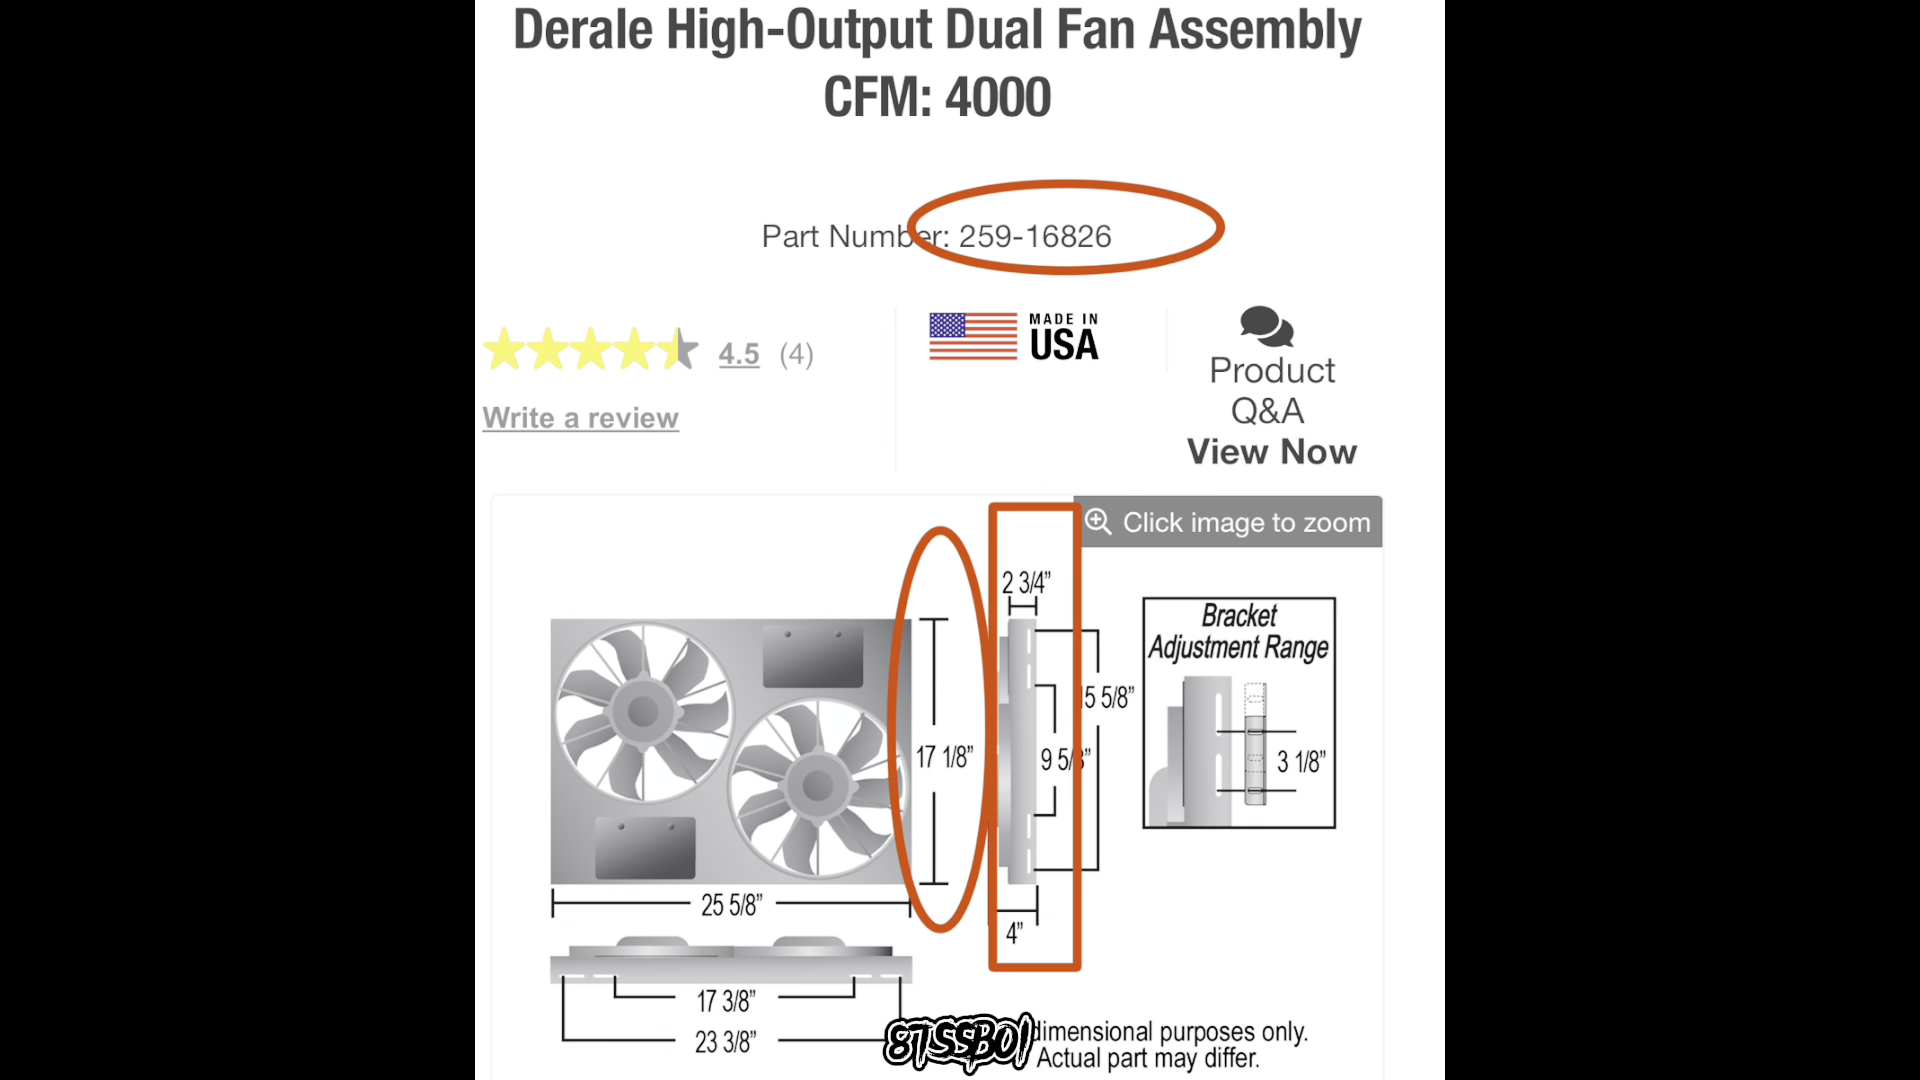 Derale High-Output Dual Fan Assembly
CFM: 4000
Part Number: 259-16826
MADE IN
USA
4.5 (4)
Write a review
Product
Q&A
View Now
Click image to zoom
2 3/4"
Bracket
Adjustment Range
5 5/8"
17 1/8"
9 5/8"
3 1/8"
25 5/8"
4"
17 3/8"
23 3/8"
87SSBOI
dimensional purposes only.
Actual part may differ.